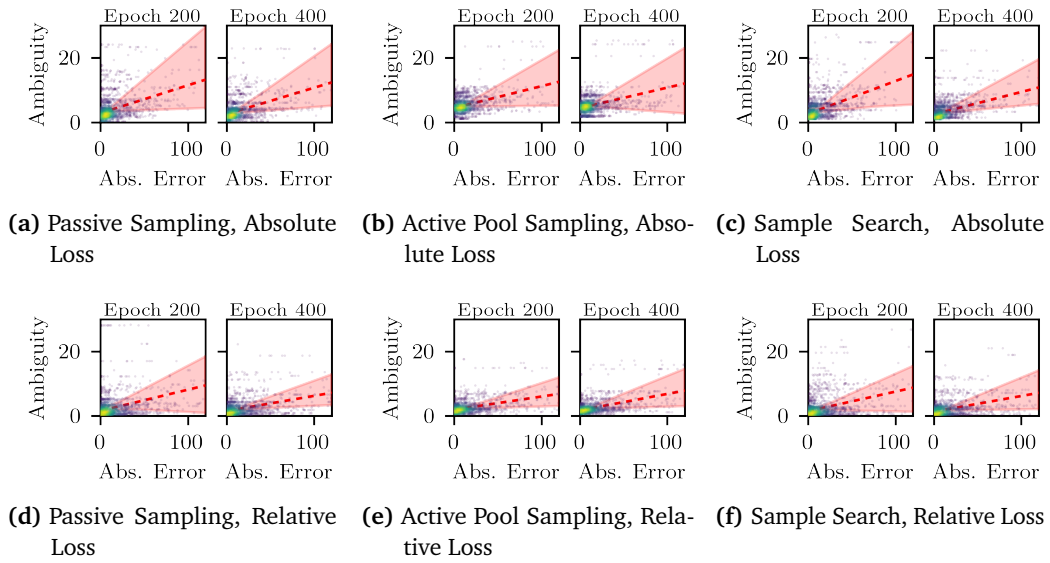 Epoch 200 Epoch 400
Ambiguity
20
0
0 100
Abs. Error Abs. Error
(a) Passive Sampling, Absolute
Loss
Epoch 200 Epoch 400
Ambiguity
20
0
0 100
Abs. Error Abs. Error
(b) Active Pool Sampling, Abso-
lute Loss
Epoch 200 Epoch 400
Ambiguity
20
0
0 100
Abs. Error Abs. Error
(c) Sample Search, Absolute
Loss
Epoch 200 Epoch 400
Ambiguity
20
0
0 100
Abs. Error Abs. Error
(d) Passive Sampling, Relative
Loss
Epoch 200 Epoch 400
Ambiguity
20
0
0 100
Abs. Error Abs. Error
(e) Active Pool Sampling, Rela-
tive Loss
Epoch 200 Epoch 400
Ambiguity
20
0
0 100
Abs. Error Abs. Error
(f) Sample Search, Relative Loss